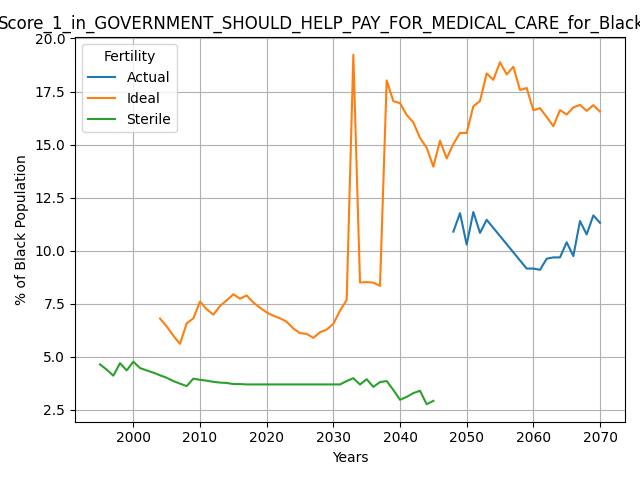 Score_1_in_GOVERNMENT_SHOULD_HELP_PAY_FOR_MEDICAL_CARE_for_Black
Fertility
Actual
Ideal
Sterile
% of Black Population
20.0
17.5
15.0
12.5
10.0
7.5
5.0
2.5
2000 2010 2020 2030 2040 2050 2060 2070
Years